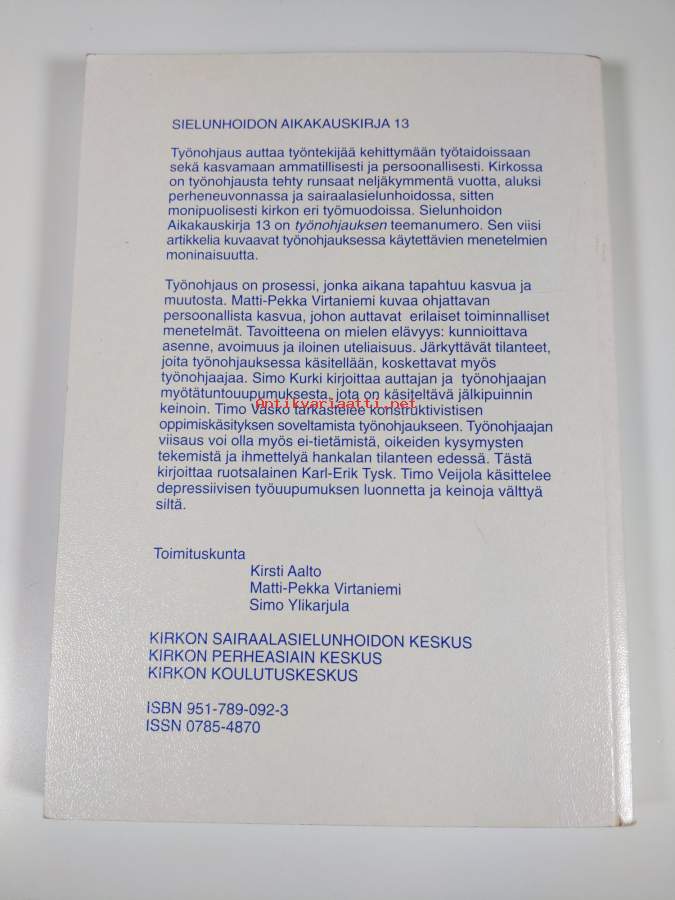 SIELUNHOIDON AIKAKAUSKIRJA 13
Työnohjaus auttaa työntekijää kehittymään työtaidoissaan
sekä kasvamaan ammatillisesti ja persoonallisesti. Kirkossa
on työnohjausta tehty runsaat neljäkymmentä vuotta, aluksi
perheneuvonnassa ja sairaalasielunhoidossa, sitten
monipuolisesti kirkon eri työmuodoissa. Sielunhoidon
Aikakauskirja 13 on työnohjauksen teemanumero. Sen viisi
artikkelia kuvaavat työnohjauksessa käytettävien menetelmien
moninaisuutta.
Työnohjaus on prosessi, jonka aikana tapahtuu kasvua ja
muutosta. Matti-Pekka Virtaniemi kuvaa ohjattavan
persoonallista kasvua, johon auttavat erilaiset toiminnalliset
menetelmät. Tavoitteena on mielen elävyys: kunnioittava
asenne, avoimuus ja iloinen uteliaisuus. Järkyttävät tilanteet,
joita työnohjauksessa käsitellään, koskettavat myös
työnohjaajaa. Simo Kurki kirjoittaa auttajan ja työnohjaajan
myötätuntouupumuksesta, jota on käsiteltävä jälkipuinnin
Antikvariaatti.net
keinoin. Timo Vasko tarkastelee konstruktivistisen
oppimiskäsityksen soveltamista työnohjaukseen. Työnohjaajan
viisaus voi olla myös ei-tietämistä, oikeiden kysymysten
tekemistä ja ihmettelyä hankalan tilanteen edessä. Tästä
kirjoittaa ruotsalainen Karl-Erik Tysk. Timo Veijola käsittelee
depressiivisen työuupumuksen luonnetta ja keinoja välttyä
siltä.
Toimituskunta
Kirsti Aalto
Matti-Pekka Virtaniemi
Simo Ylikarjula
KIRKON SAIRAALASIELUNHOIDON KESKUS
KIRKON PERHEASIAIN KESKUS
KIRKON KOULUTUSKESKUS
ISBN 951-789-092-3
ISSN 0785-4870